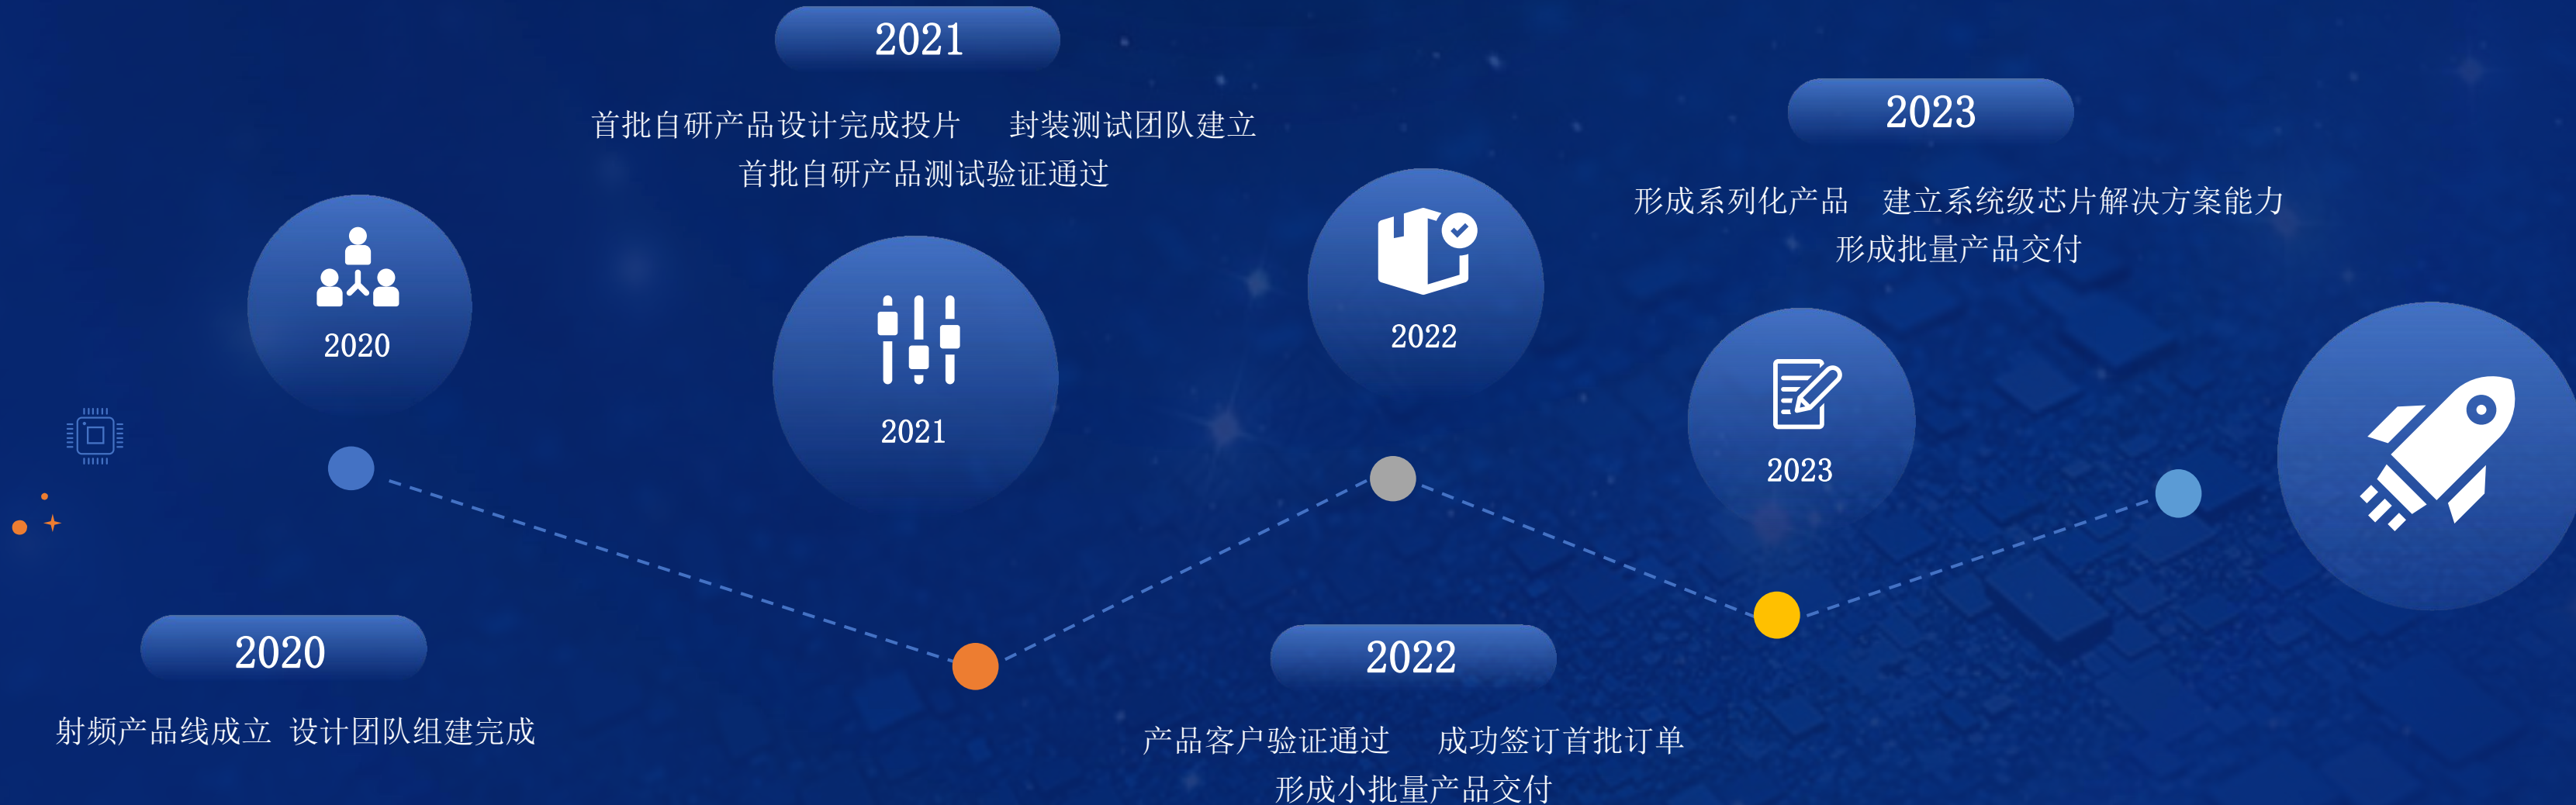 2020
2020
射频产品线成立 设计团队组建完成
2021
首批自研产品设计完成投片 封装测试团队建立
首批自研产品测试验证通过
2021
2022
2022
产品客户验证通过 成功签订首批订单
形成小批量产品交付
2023
形成系列化产品 建立系统级芯片解决方案能力
形成批量产品交付
2023